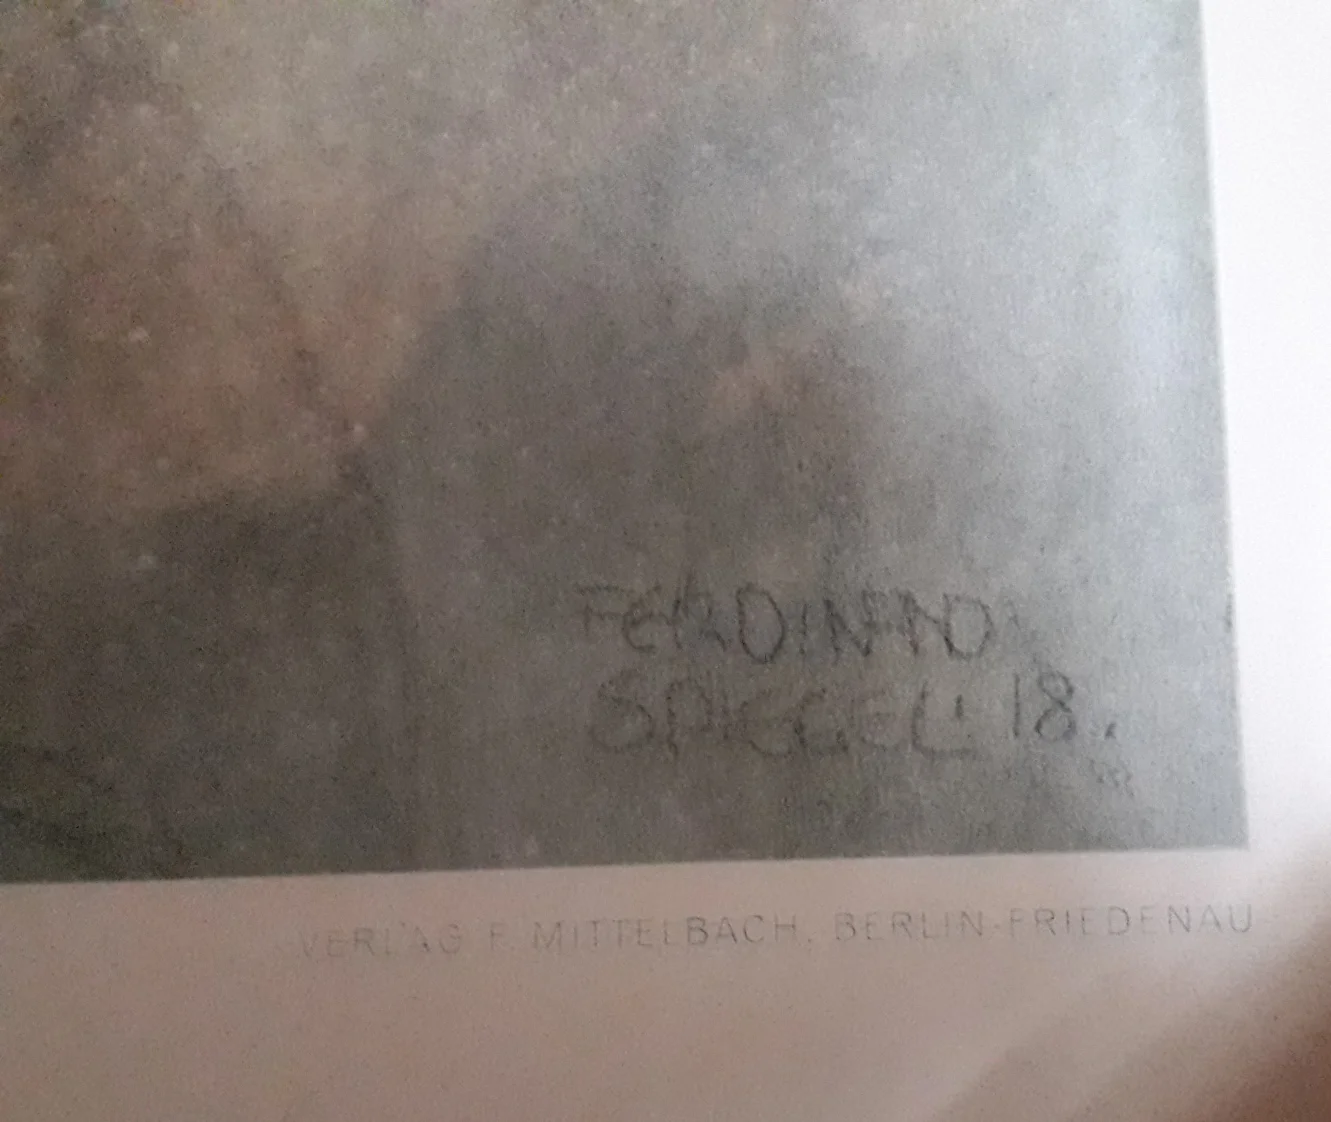 FERDINAND
SPIEGEL 18.
VERLAG F. MITTELBACH, BERLIN-FRIEDENAU